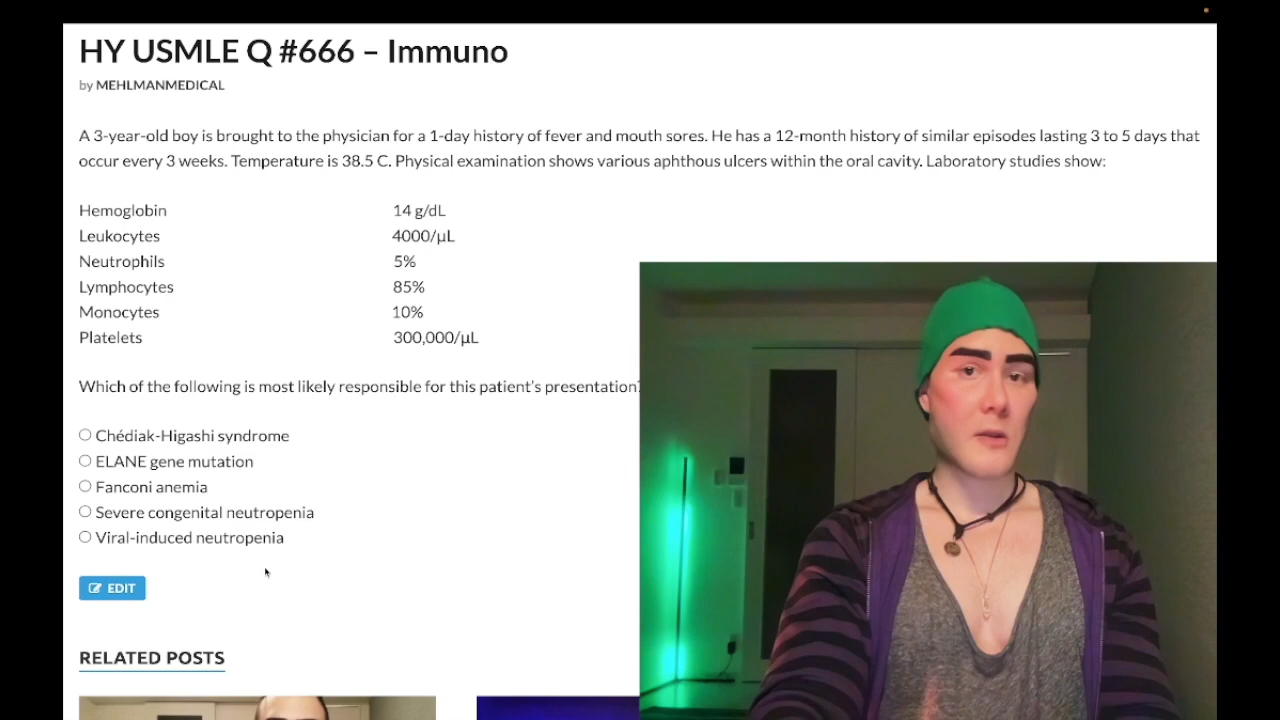 HY USMLE Q #666 – Immuno
by MEHLMANMEDICAL
A 3-year-old boy is brought to the physician for a 1-day history of fever and mouth sores. He has a 12-month history of similar episodes lasting 3 to 5 days that
occur every 3 weeks. Temperature is 38.5 C. Physical examination shows various aphthous ulcers within the oral cavity. Laboratory studies show:
Hemoglobin 14 g/dL
Leukocytes 4000/μL
Neutrophils 5%
Lymphocytes 85%
Monocytes 10%
Platelets 300,000/μL
Which of the following is most likely responsible for this patient's presentation?
Chédiak-Higashi syndrome
ELANE gene mutation
Fanconi anemia
Severe congenital neutropenia
Viral-induced neutropenia
EDIT
RELATED POSTS